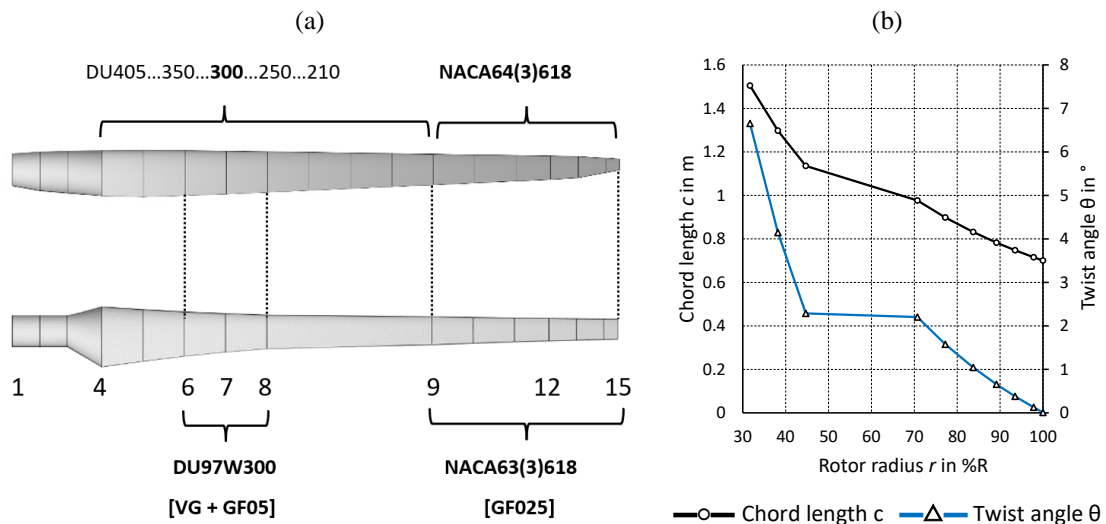 (a)
DU405...350...300...250...210
NACA64(3)618
1 4 6 7 8 9 12 15
DU97W300
NACA63(3)618
[VG + GF05]
[GF025]
(b)
1.6
1.4
1.2
1
0.8
0.6
0.4
0.2
0
Chord length c in m
8
7
6
5
4
3
2
1
0
Twist angle θ in °
30 40 50 60 70 80 90 100
Rotor radius r in %R
Chord length c
Twist angle θ